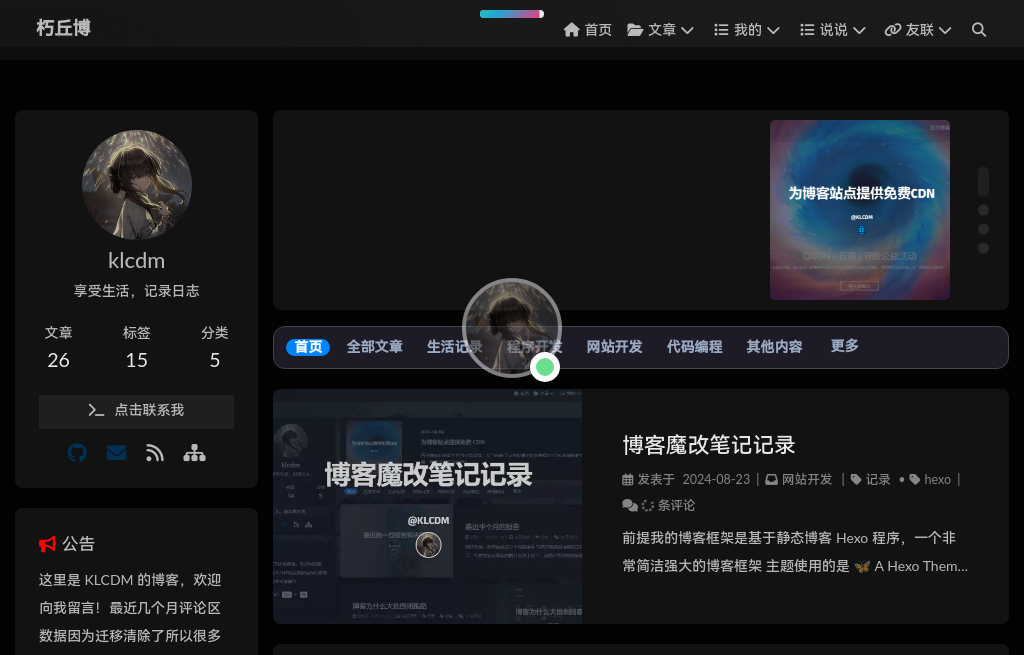 朽丘博
首页
文章
我的
说说
友联
klcdm
享受生活，记录日志
文章
标签
分类
26
15
5
点击联系我
公告
这里是 KLCDM 的博客，欢迎
向我留言！最近几个月评论区
数据因为迁移清除了所以很多
为博客站点提供免费CDN
@KLCDM
首页
全部文章
生活记录
程序开发
网站开发
代码编程
其他内容
更多
博客魔改笔记记录
@KLCDM
博客魔改笔记记录
发表于 2024-08-23 | 网站开发 | 记录 • hexo |
条评论
前提我的博客框架是基于静态博客 Hexo 程序，一个非
常简洁强大的博客框架 主题使用的是 🦋 A Hexo Them...